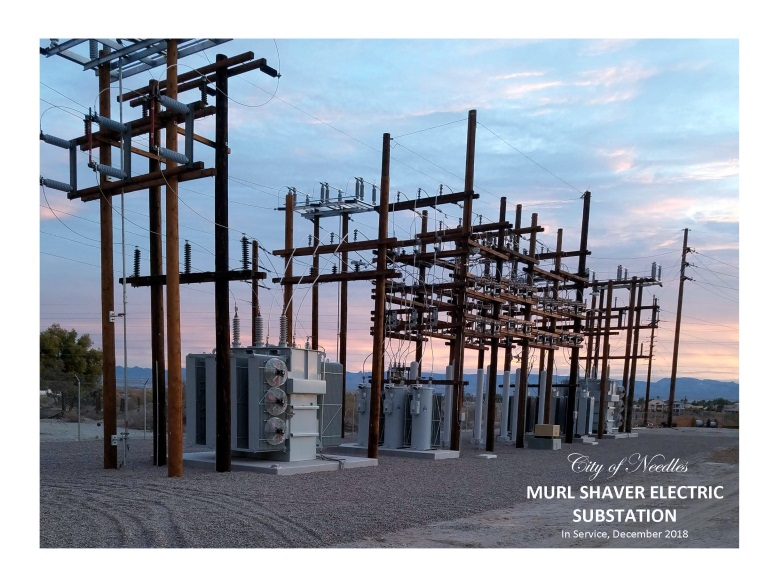 City of Needles
MURL SHAVER ELECTRIC
SUBSTATION
In Service, December 2018